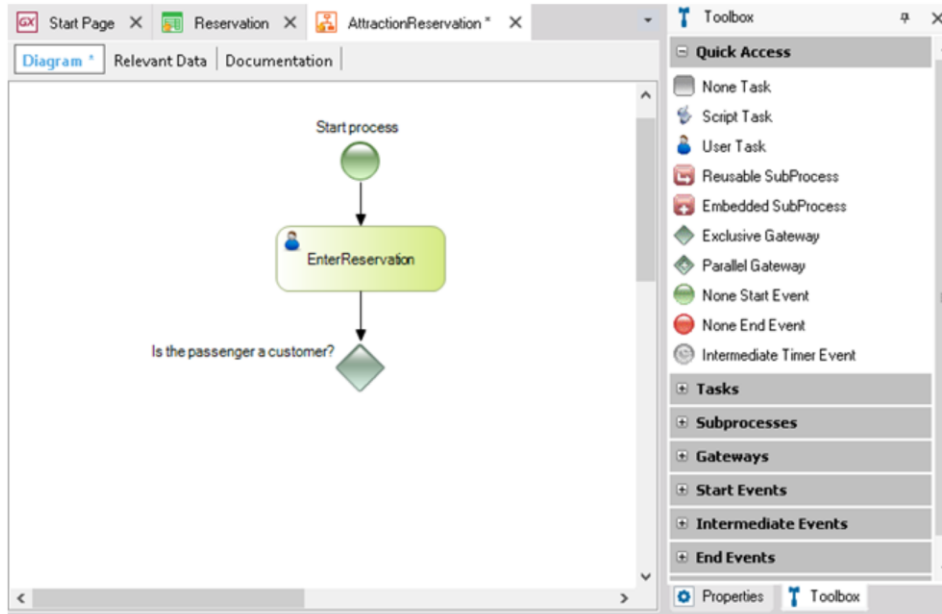 GX Start Page Reservation AttractionReservation * Toolbox
Diagram * Relevant Data Documentation
Start process
EnterReservation
Is the passenger a customer?
Quick Access
None Task
Script Task
User Task
Reusable SubProcess
Embedded SubProcess
Exclusive Gateway
Parallel Gateway
None Start Event
None End Event
Intermediate Timer Event
Tasks
Subprocesses
Gateways
Start Events
Intermediate Events
End Events
Properties Toolbox